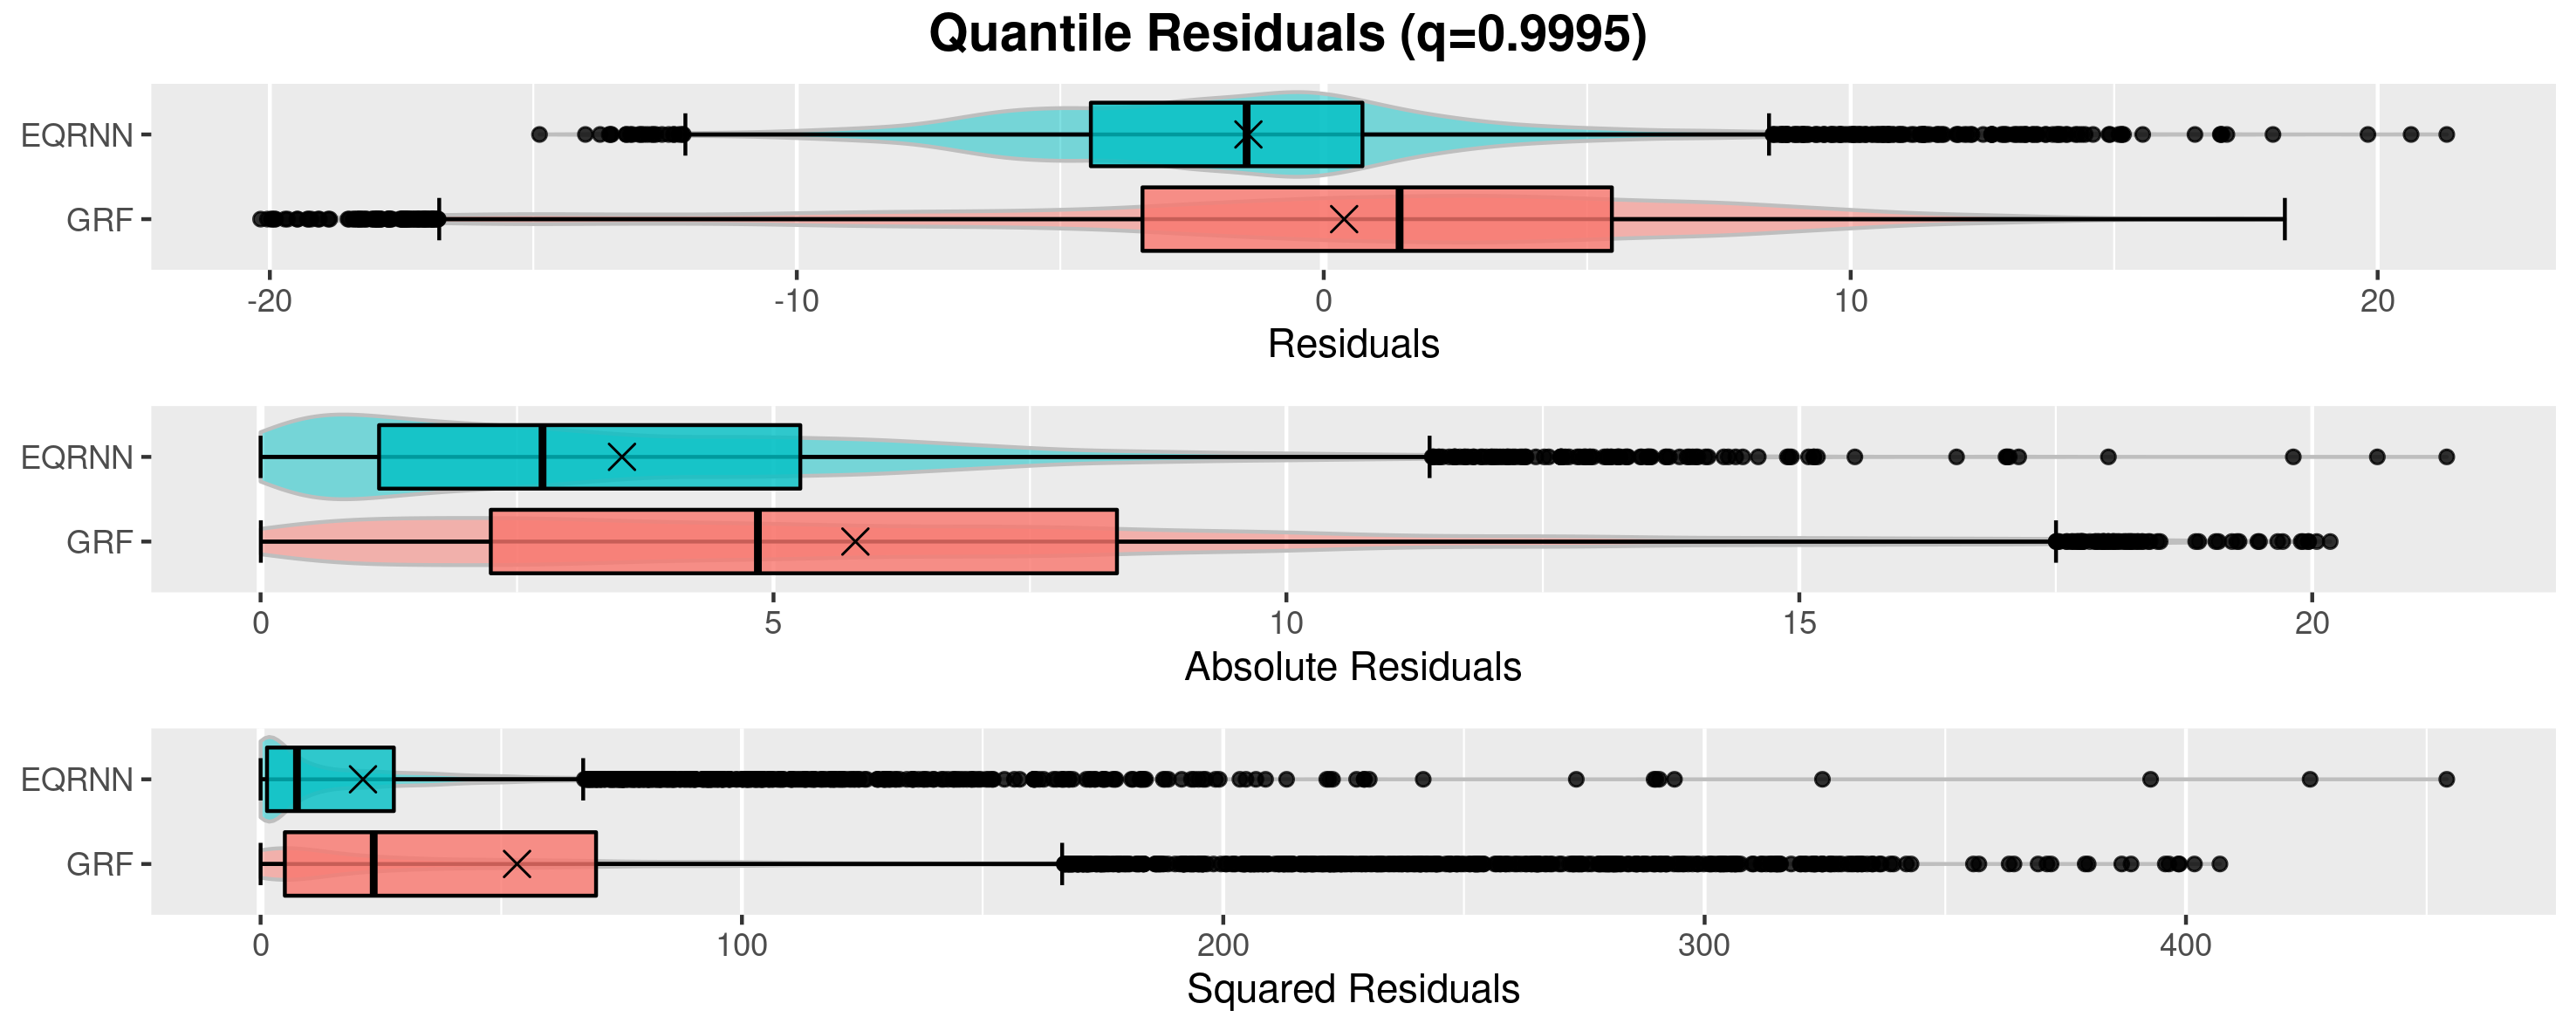 Quantile Residuals (q=0.9995)
EQRNN
GRF
-20 -10 0 10 20
Residuals
EQRNN
GRF
0 5 10 15 20
Absolute Residuals
EQRNN
GRF
0 100 200 300 400
Squared Residuals